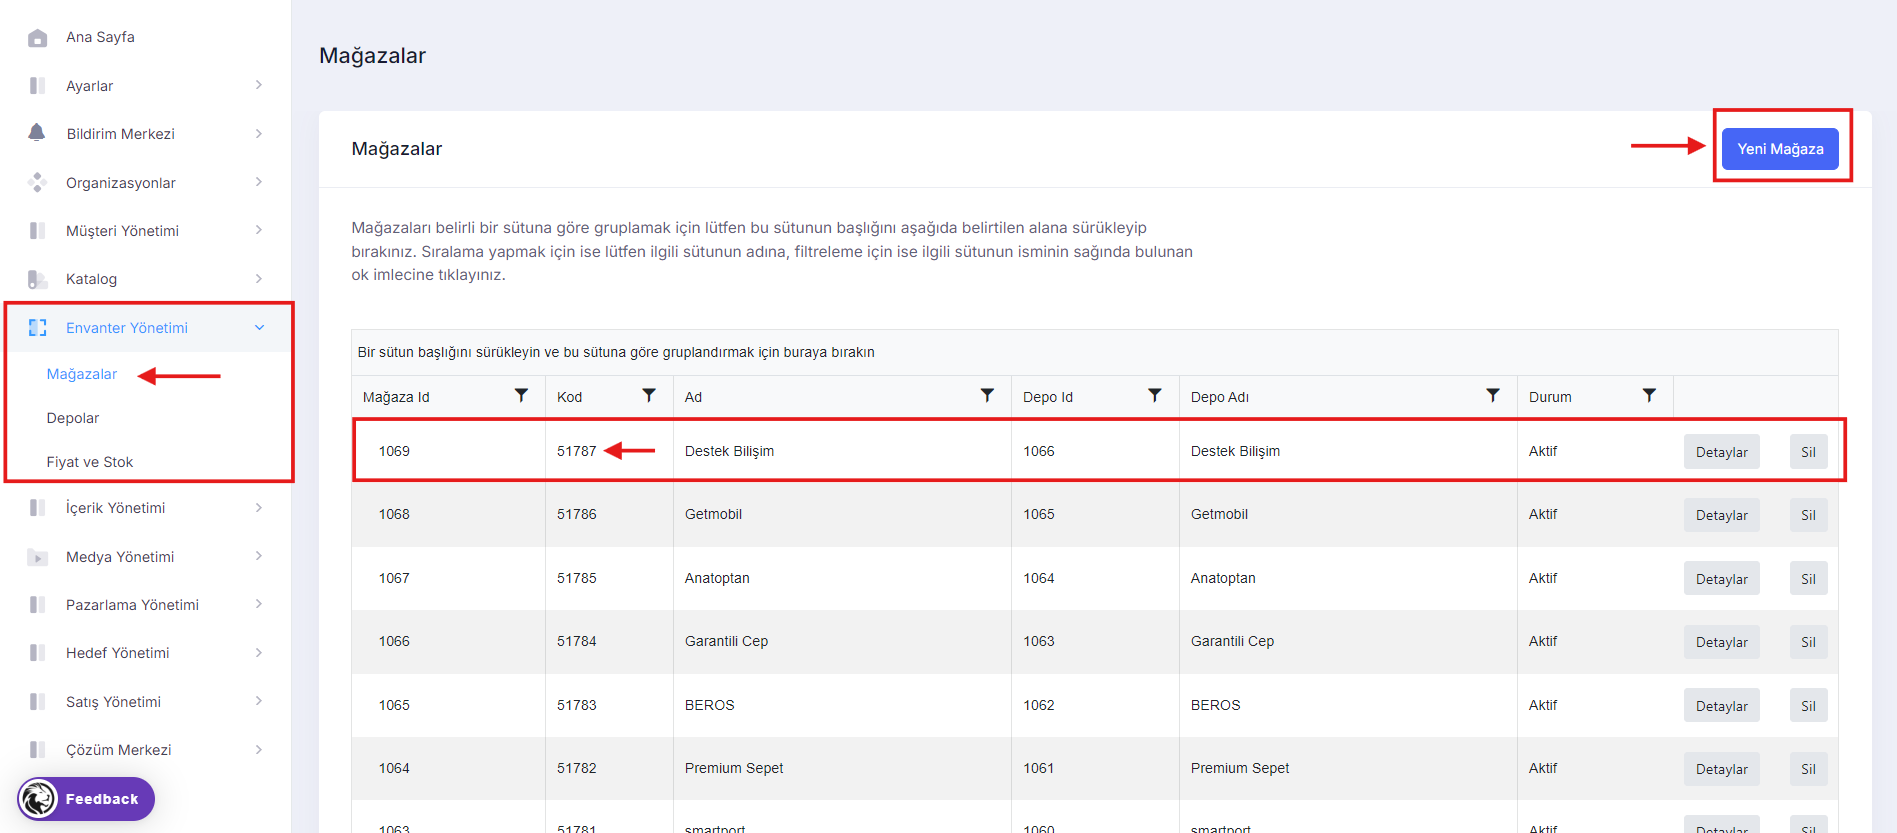 Ana Sayfa
Ayarlar
Bildirim Merkezi
Organizasyonlar
Müşteri Yönetimi
Katalog
Envanter Yönetimi
Mağazalar
Depolar
Fiyat ve Stok
İçerik Yönetimi
Medya Yönetimi
Pazarlama Yönetimi
Hedef Yönetimi
Satış Yönetimi
Çözüm Merkezi
Feedback
Mağazalar
Mağazalar
Yeni Mağaza
Mağazaları belirli bir sütuna göre gruplamak için lütfen bu sütunun başlığını aşağıda belirtilen alana sürükleyip
bırakınız. Sıralama yapmak için ise lütfen ilgili sütunun adına, filtreleme için ise ilgili sütunun isminin sağında bulunan
ok imlecine tıklayınız.
Bir sütun başlığını sürükleyin ve bu sütuna göre gruplandırmak için buraya bırakın
Mağaza Id Kod Ad Depo Id Depo Adı Durum
1069 51787 Destek Bilişim 1066 Destek Bilişim Aktif Detaylar Sil
1068 51786 Getmobil 1065 Getmobil Aktif Detaylar Sil
1067 51785 Anatoptan 1064 Anatoptan Aktif Detaylar Sil
1066 51784 Garantili Cep 1063 Garantili Cep Aktif Detaylar Sil
1065 51783 BEROS 1062 BEROS Aktif Detaylar Sil
1064 51782 Premium Sepet 1061 Premium Sepet Aktif Detaylar Sil
1063 51781 smartport 1060 smartport Aktif Detaylar Sil